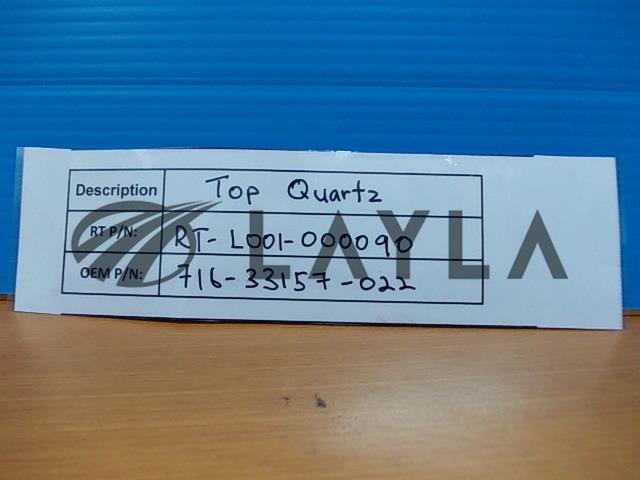 Description Top Quartz
RT P/N: RT-L001-000090
OEM P/N: 716-33157-022
LAYLA